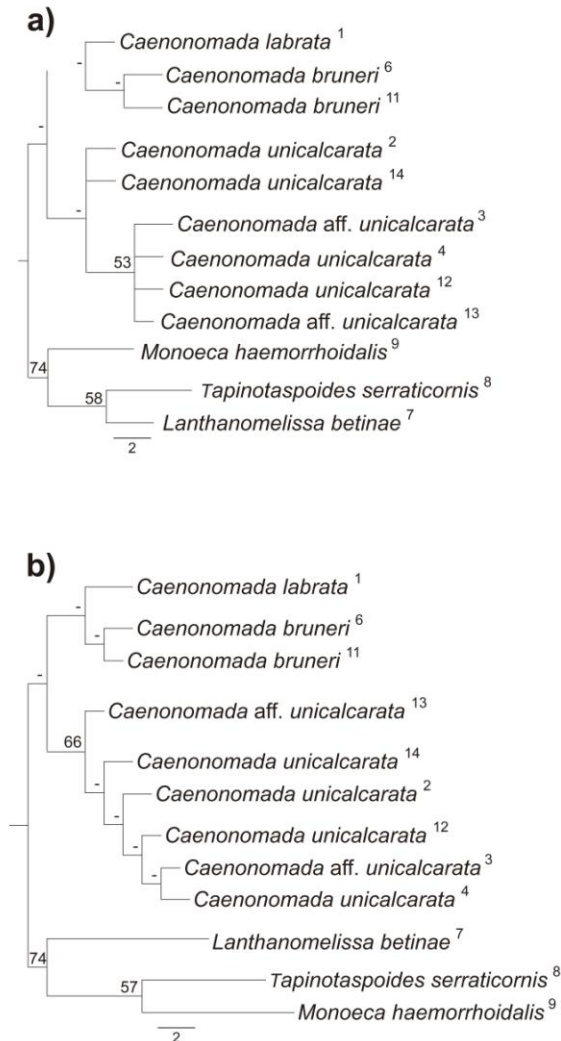 a)
Caenonomada labrata 1
-
Caenonomada bruneri 6
-
Caenonomada bruneri 11
-
Caenonomada unicalcarata 2
Caenonomada unicalcarata 14
-
Caenonomada aff. unicalcarata 3
Caenonomada unicalcarata 4
53
Caenonomada unicalcarata 12
Caenonomada aff. unicalcarata 13
Monoeca haemorrhoidalis 9
74
Tapinotaspoides serraticornis 8
58
Lanthanomelissa betinae 7
2
b)
Caenonomada labrata 1
-
Caenonomada bruneri 6
-
Caenonomada bruneri 11
-
Caenonomada aff. unicalcarata 13
66
Caenonomada unicalcarata 14
-
Caenonomada unicalcarata 2
-
Caenonomada unicalcarata 12
-
Caenonomada aff. unicalcarata 3
-
Caenonomada unicalcarata 4
Lanthanomelissa betinae 7
74
Tapinotaspoides serraticornis 8
57
Monoeca haemorrhoidalis 9
2